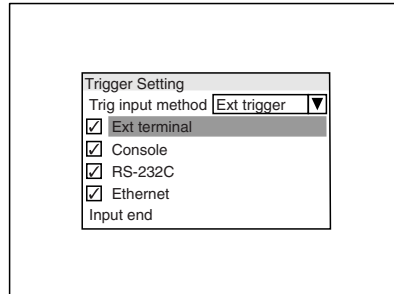 Trigger Setting
Trig input method Ext trigger
Ext terminal
Console
RS-232C
Ethernet
Input end